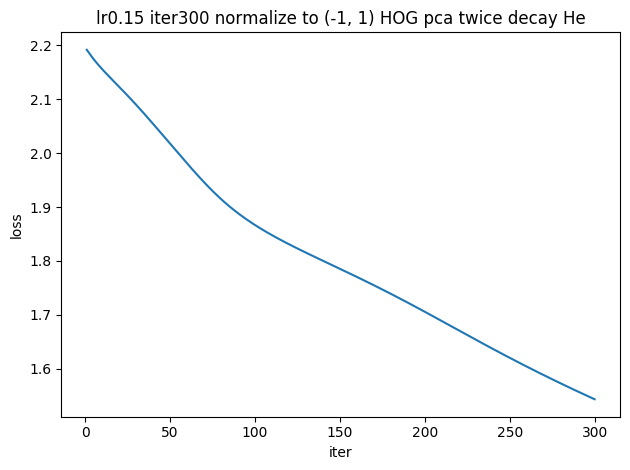 lr0.15 iter300 normalize to (-1, 1) HOG pca twice decay He
2.2
2.1
2.0
1.9
1.8
1.7
1.6
loss
0 50 100 150 200 250 300
iter